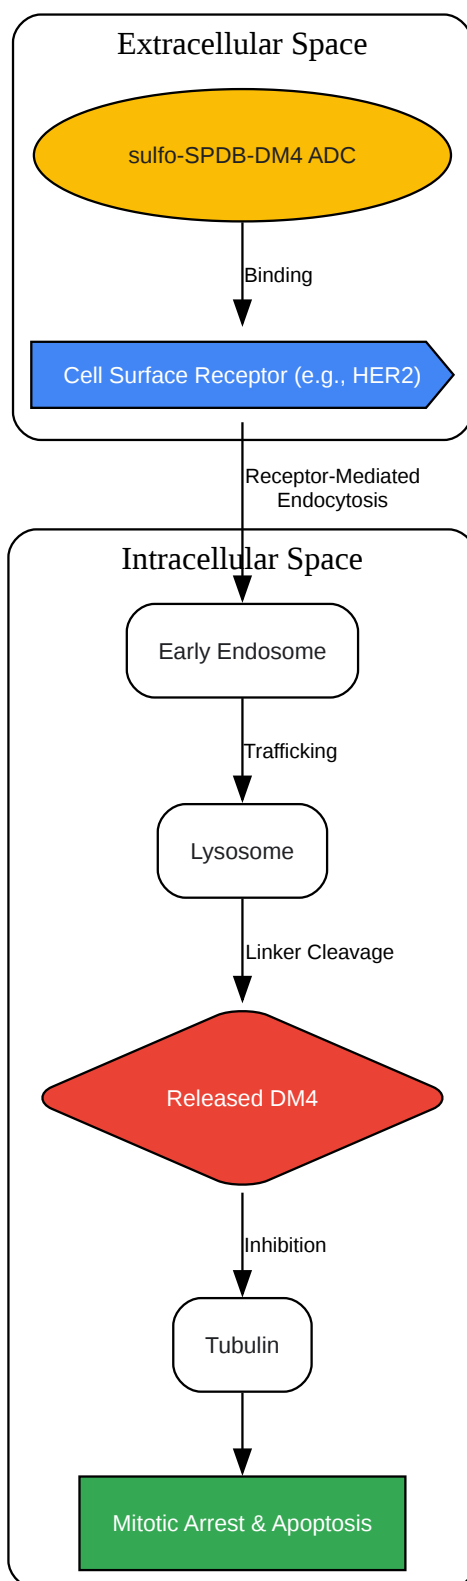 Extracellular Space
sulfo-SPDB-DM4 ADC
Binding
Cell Surface Receptor (e.g., HER2)
Receptor-Mediated
Endocytosis
Intracellular Space
Early Endosome
Trafficking
Lysosome
Linker Cleavage
Released DM4
Inhibition
Tubulin
Mitotic Arrest & Apoptosis